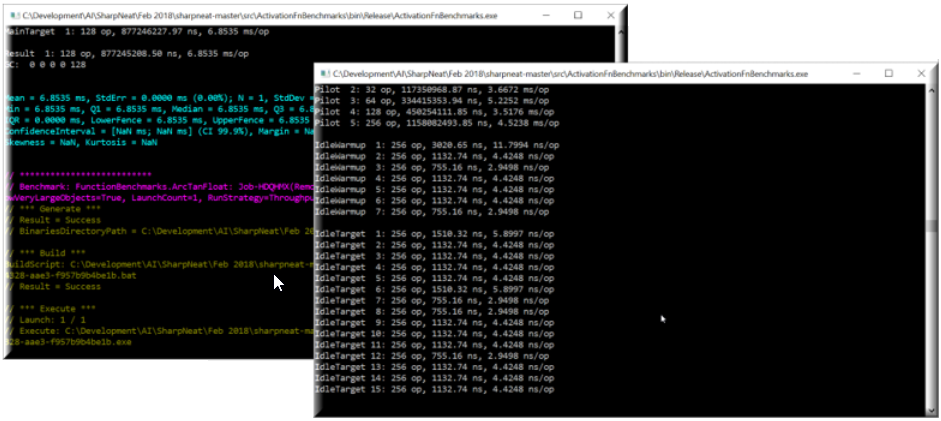 C:\Development\AI\SharpNeat\Feb 2018\sharpneat-master\src\ActivationFnBenchmarks\bin\Release\ActivationFnBenchmarks.exe
MainTarget 1: 128 op, 877246227.97 ns, 6.8535 ms/op
Result 1: 128 op, 877245208.50 ns, 6.8535 ms/op
GC: 0 0 0 0 128
Mean = 6.8535 ms, StdErr = 0.0000 ms (0.00%); N = 1, StdDev =
Min = 6.8535 ms, Q1 = 6.8535 ms, Median = 6.8535 ms, Q3 = 6.8
IQR = 0.0000 ms, LowerFence = 6.8535 ms, UpperFence = 6.8535
ConfidenceInterval = [NaN ms; NaN ms] (CI 99.9%), Margin = Na
Skewness = NaN, Kurtosis = NaN
// **************************
// Benchmark: FunctionBenchmarks.ArcTanFloat:
owVeryLargeObjects=True, LaunchCount=1, RunStrategy=Throughpu
// *** Generate ***
// Result = Success
// BinariesDirectoryPath = C:\Development\AI\SharpNeat\Feb 20
// *** Build ***
BuildScript: C:\Development\AI\SharpNeat\Feb 2018\sharpneat-m
4328-aae3-f957b9b4be1b.bat
// Result = Success
// *** Execute ***
// Launch: 1 / 1
// Execute: C:\Development\AI\SharpNeat\Feb 2018\sharpneat-ma
328-aae3-f957b9b4be1b.exe
C:\Development\AI\SharpNeat\Feb 2018\sharpneat-master\src\ActivationFnBenchmarks\bin\Release\ActivationFnBenchmarks.exe
Pilot 2: 32 op, 117350968.87 ns, 3.6672 ms/op
Pilot 3: 64 op, 334415353.94 ns, 5.2252 ms/op
Pilot 4: 128 op, 450254111.85 ns, 3.5176 ms/op
Pilot 5: 256 op, 1158082493.85 ns, 4.5238 ms/op
IdleWarmup 1: 256 op, 3020.65 ns, 11.7994 ns/op
IdleWarmup 2: 256 op, 1132.74 ns, 4.4248 ns/op
IdleWarmup 3: 256 op, 755.16 ns, 2.9498 ns/op
IdleWarmup 4: 256 op, 1132.74 ns, 4.4248 ns/op
IdleWarmup 5: 256 op, 1132.74 ns, 4.4248 ns/op
IdleWarmup 6: 256 op, 1132.74 ns, 4.4248 ns/op
IdleWarmup 7: 256 op, 755.16 ns, 2.9498 ns/op
IdleTarget 1: 256 op, 1510.32 ns, 5.8997 ns/op
IdleTarget 2: 256 op, 1132.74 ns, 4.4248 ns/op
IdleTarget 3: 256 op, 1132.74 ns, 4.4248 ns/op
IdleTarget 4: 256 op, 1132.74 ns, 4.4248 ns/op
IdleTarget 5: 256 op, 1132.74 ns, 4.4248 ns/op
IdleTarget 6: 256 op, 1510.32 ns, 5.8997 ns/op
IdleTarget 7: 256 op, 755.16 ns, 2.9498 ns/op
IdleTarget 8: 256 op, 755.16 ns, 2.9498 ns/op
IdleTarget 9: 256 op, 1132.74 ns, 4.4248 ns/op
IdleTarget 10: 256 op, 1132.74 ns, 4.4248 ns/op
IdleTarget 11: 256 op, 1132.74 ns, 4.4248 ns/op
IdleTarget 12: 256 op, 755.16 ns, 2.9498 ns/op
IdleTarget 13: 256 op, 1132.74 ns, 4.4248 ns/op
IdleTarget 14: 256 op, 1132.74 ns, 4.4248 ns/op
IdleTarget 15: 256 op, 1132.74 ns, 4.4248 ns/op